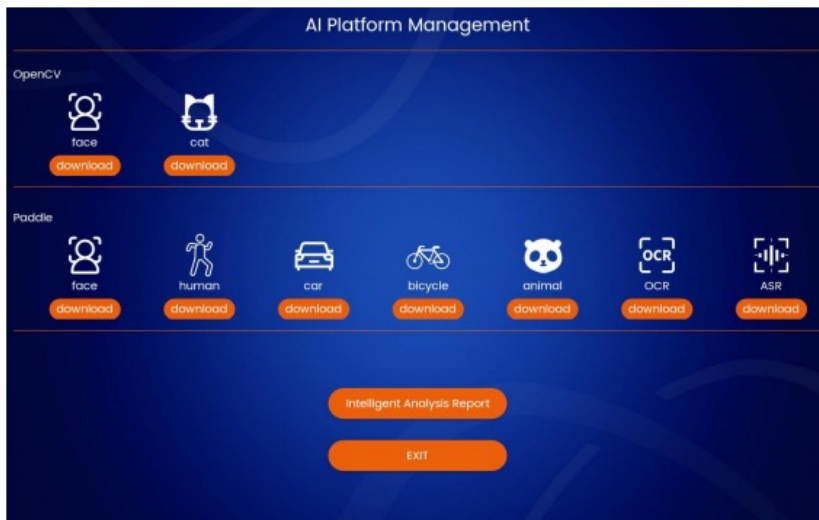 AI Platform Management
OpenCV
face cat
download download
Paddle
OCR
face human car bicycle animal OCR ASR
download download download download download download download
Intelligent Analysis Report
EXIT